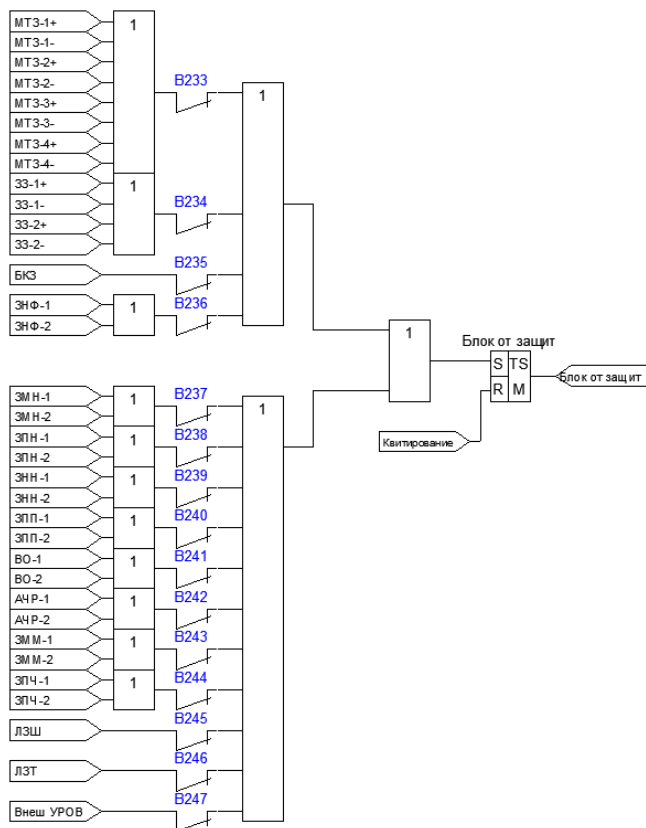 МТЗ-1+
1
МТЗ-1-
МТЗ-2+
МТЗ-2-
В233
МТЗ-3+
1
МТЗ-3-
МТЗ-4+
МТЗ-4-
ЗЗ-1+
1
ЗЗ-1-
В234
ЗЗ-2+
ЗЗ-2-
БКЗ
В235
ЗНФ-1
1
В236
ЗНФ-2
1
Блок от защит
S TS
R M
Блок от защит
Квитирование
ЗМН-1
1
В237
ЗМН-2
1
ЗПН-1
1
В238
ЗПН-2
ЗНН-1
1
В239
ЗНН-2
ЗПП-1
1
В240
ЗПП-2
ВО-1
1
В241
ВО-2
АЧР-1
1
В242
АЧР-2
ЗММ-1
1
В243
ЗММ-2
ЗПЧ-1
1
В244
ЗПЧ-2
ЛЗШ
В245
ЛЗТ
В246
Внеш УРОВ
В247